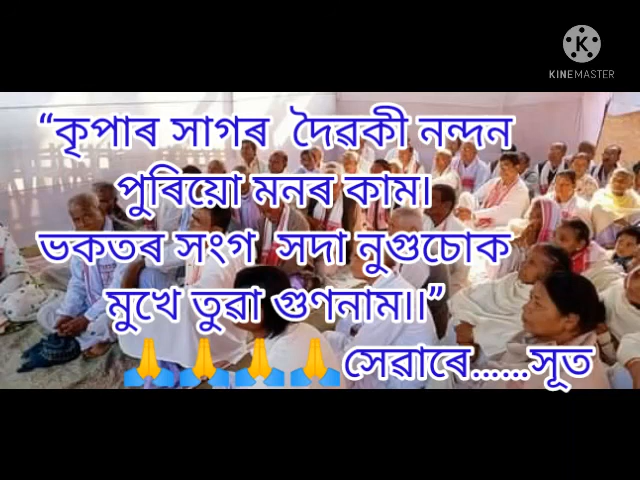 KINEMASTER
“কৃপাৰ সাগৰ দৈৱকী নন্দন
পুৰিয়ো মনৰ কাম।
ভকতৰ সংগ সদা নুগুচোক
মুখে তুৱা গুণনাম।।”
🙏🙏🙏🙏সেৱাৰে......সূত